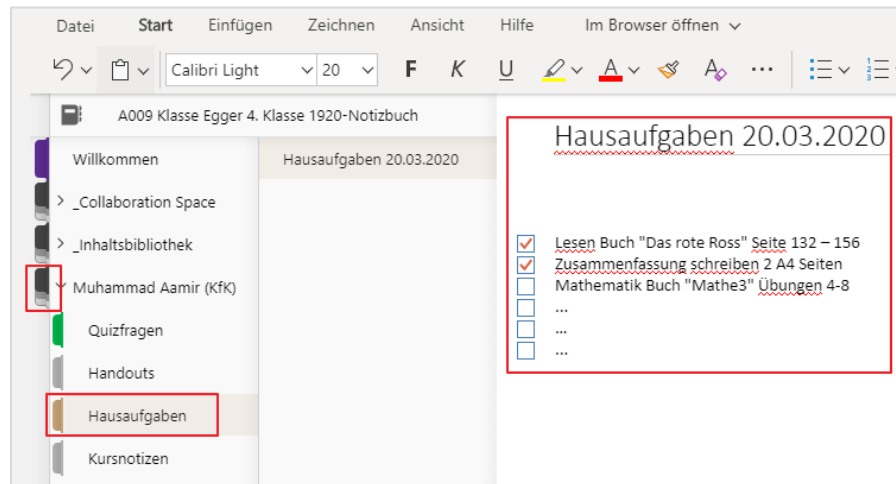 Datei Start Einfügen Zeichnen Ansicht Hilfe Im Browser öffnen
Calibri Light 20 F K U A A ...
A009 Klasse Egger 4. Klasse 1920-Notizbuch
Willkommen
_Collaboration Space
_Inhaltsbibliothek
Muhammad Aamir (KfK)
Quizfragen
Handouts
Hausaufgaben
Kursnotizen
Hausaufgaben 20.03.2020
Hausaufgaben 20.03.2020
Lesen Buch "Das rote Ross" Seite 132 – 156
Zusammenfassung schreiben 2 A4 Seiten
Mathematik Buch "Mathe3" Übungen 4-8
...
...
...